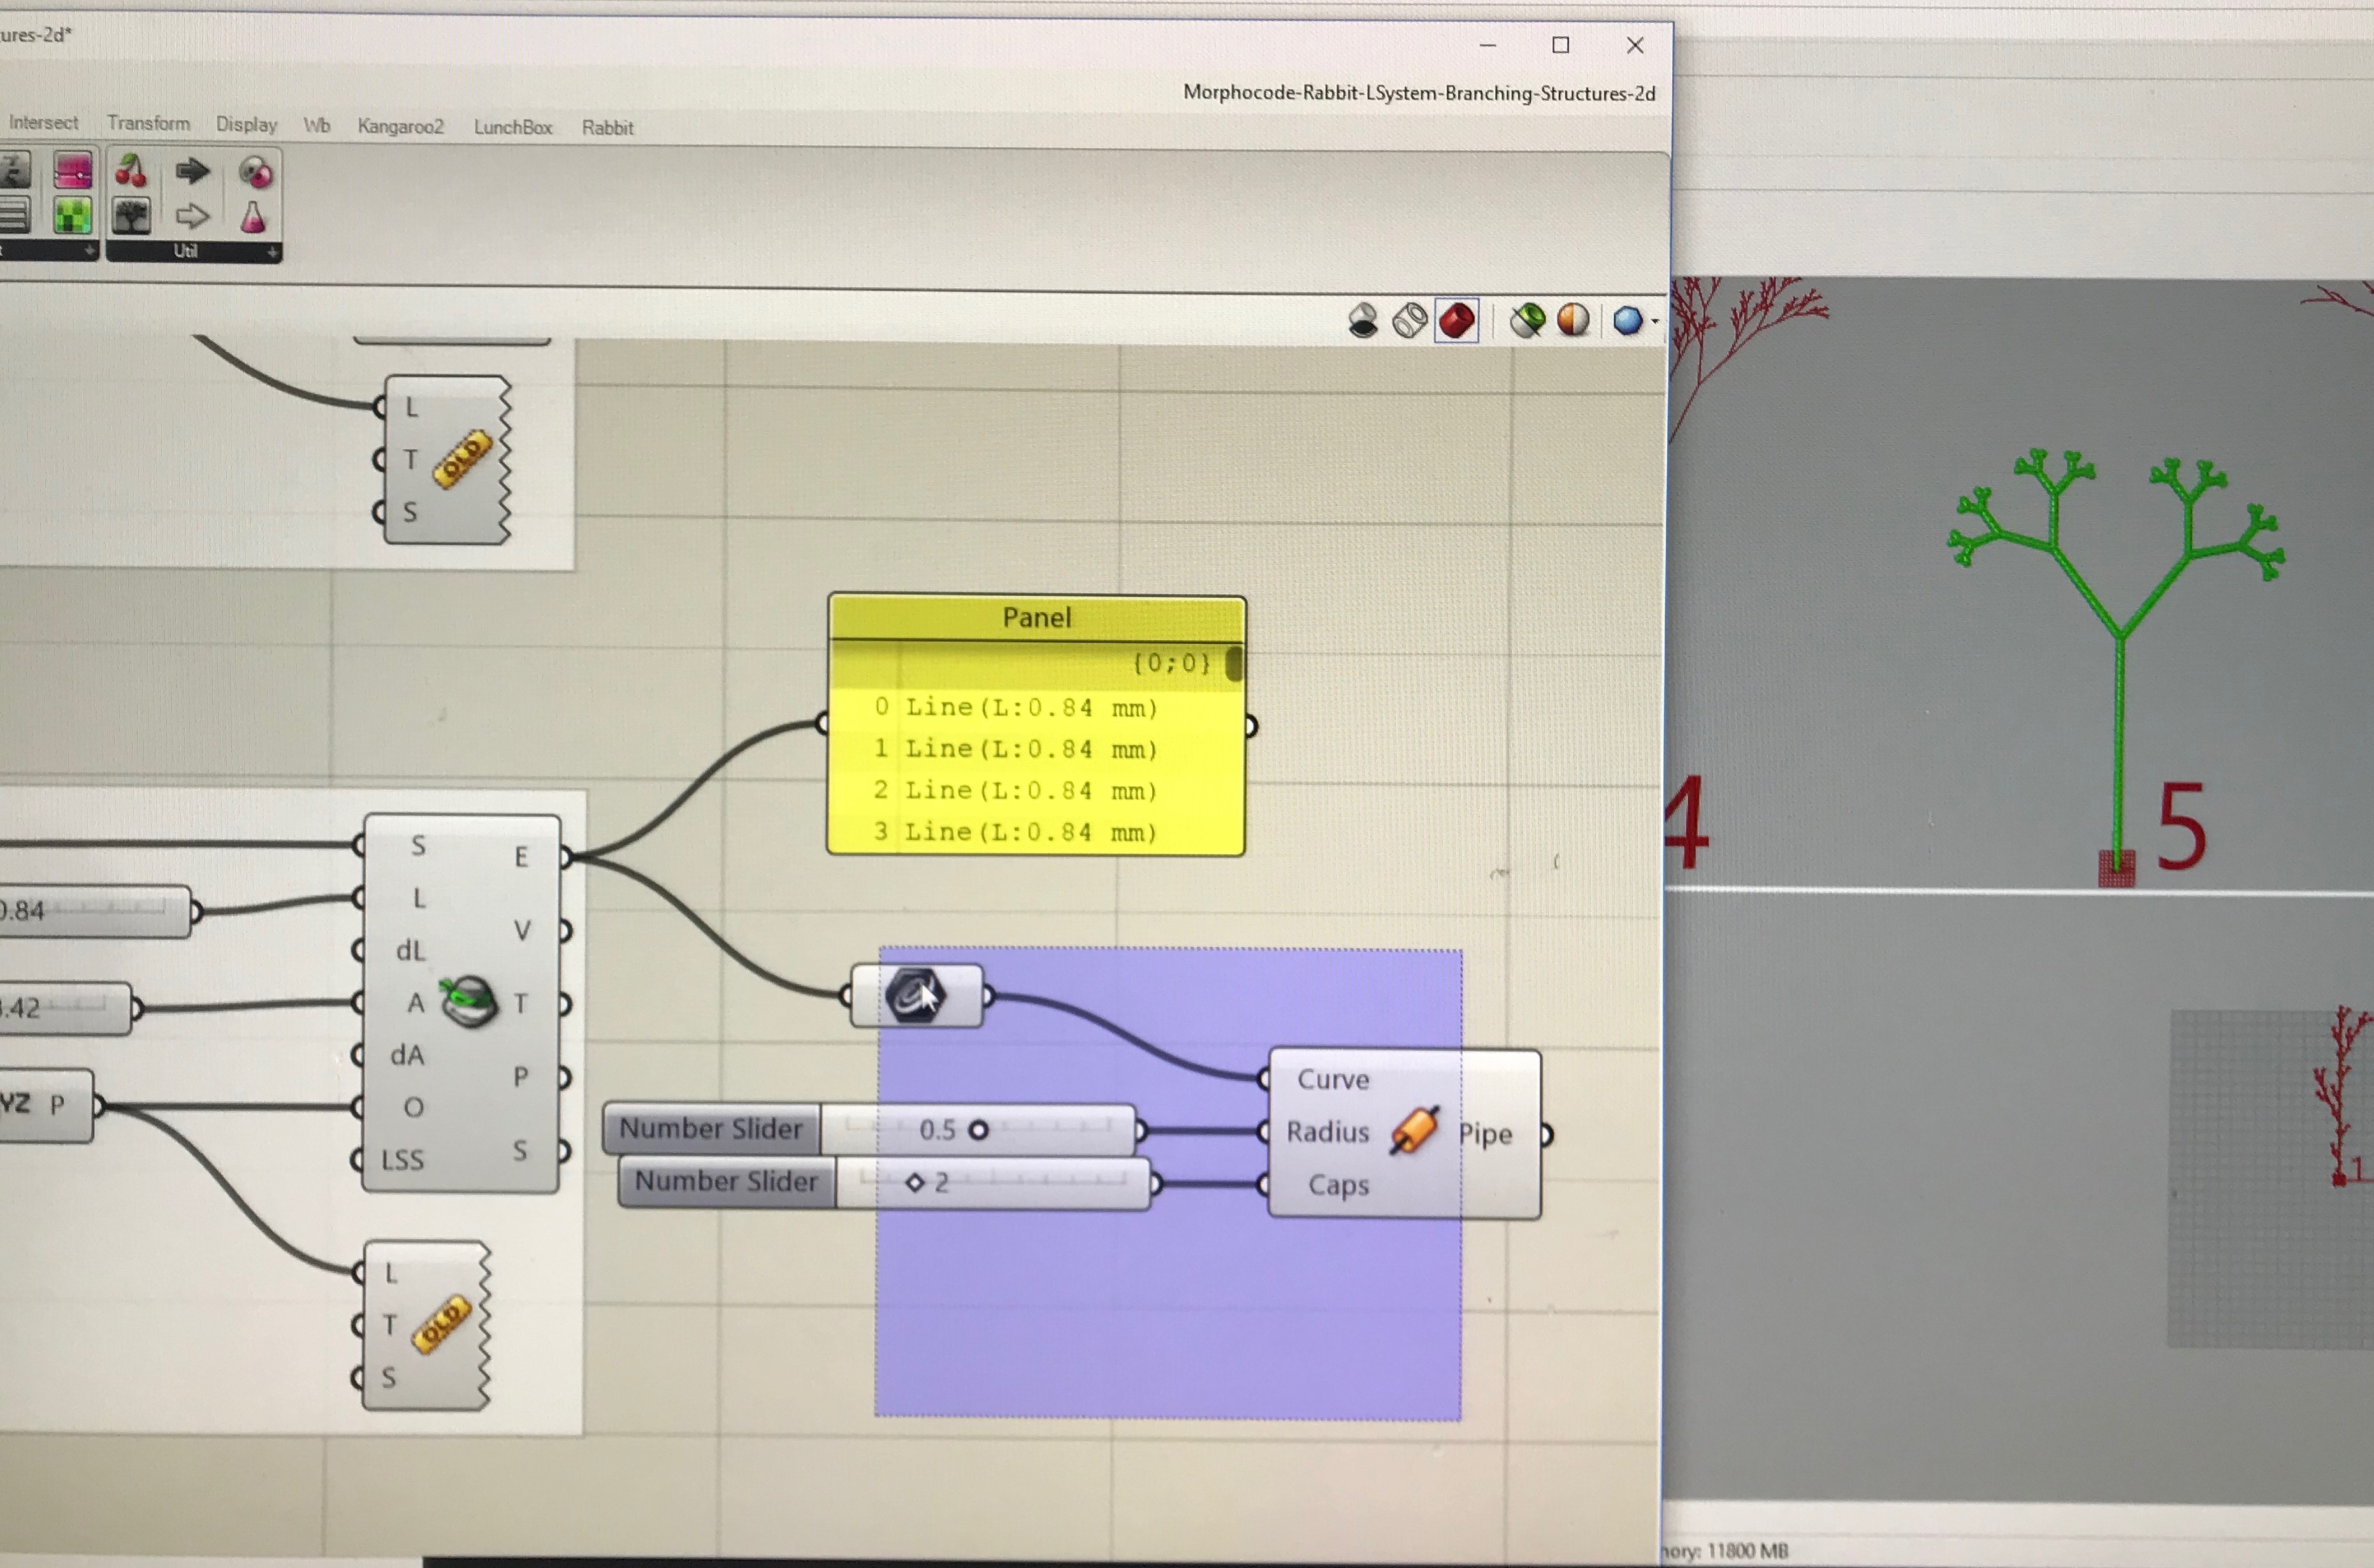 ures-2d*
Morphocode-Rabbit-LSystem-Branching-Structures-2d
Intersect Transform Display Wb Kangaroo2 LunchBox Rabbit
Util
L
T
S
OLD
Panel
{0;0}
0 Line(L:0.84 mm)
1 Line(L:0.84 mm)
2 Line(L:0.84 mm)
3 Line(L:0.84 mm)
4 5
S E
0.84
L
V
dL
.42
A T
dA
P
YZ P
O
LSS S
Curve
Number Slider 0.5
Radius Pipe
Number Slider 2
Caps
1
L
T
S
OLD
ory: 11800 MB